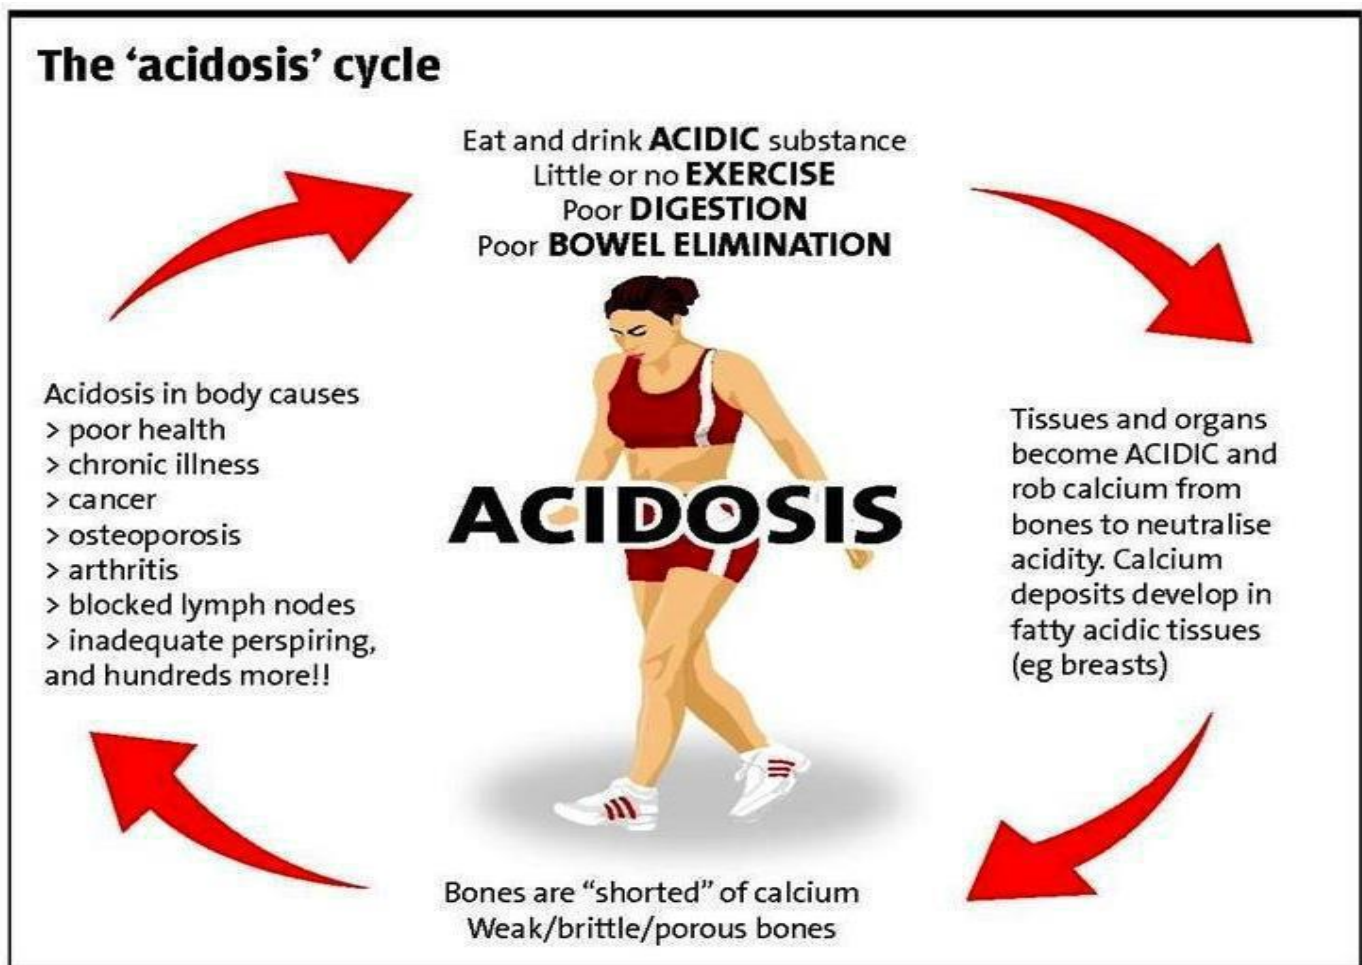 The ‘acidosis’ cycle
Eat and drink ACIDIC substance
Little or no EXERCISE
Poor DIGESTION
Poor BOWEL ELIMINATION
Tissues and organs
become ACIDIC and
rob calcium from
bones to neutralise
acidity. Calcium
deposits develop in
fatty acidic tissues
(eg breasts)
Bones are “shorted” of calcium
Weak/brittle/porous bones
Acidosis in body causes
> poor health
> chronic illness
> cancer
> osteoporosis
> arthritis
> blocked lymph nodes
> inadequate perspiring,
and hundreds more!!
ACIDOSIS